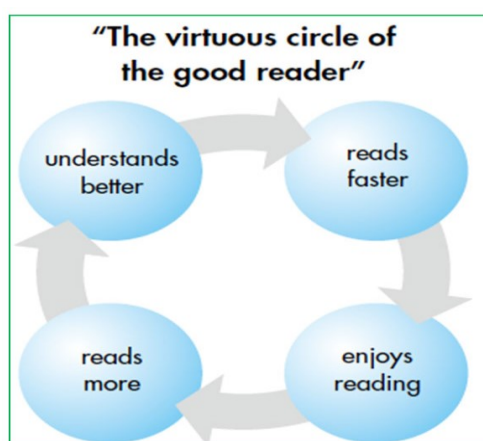 “The virtuous circle of
the good reader”
understands
better
reads
faster
enjoys
reading
reads
more